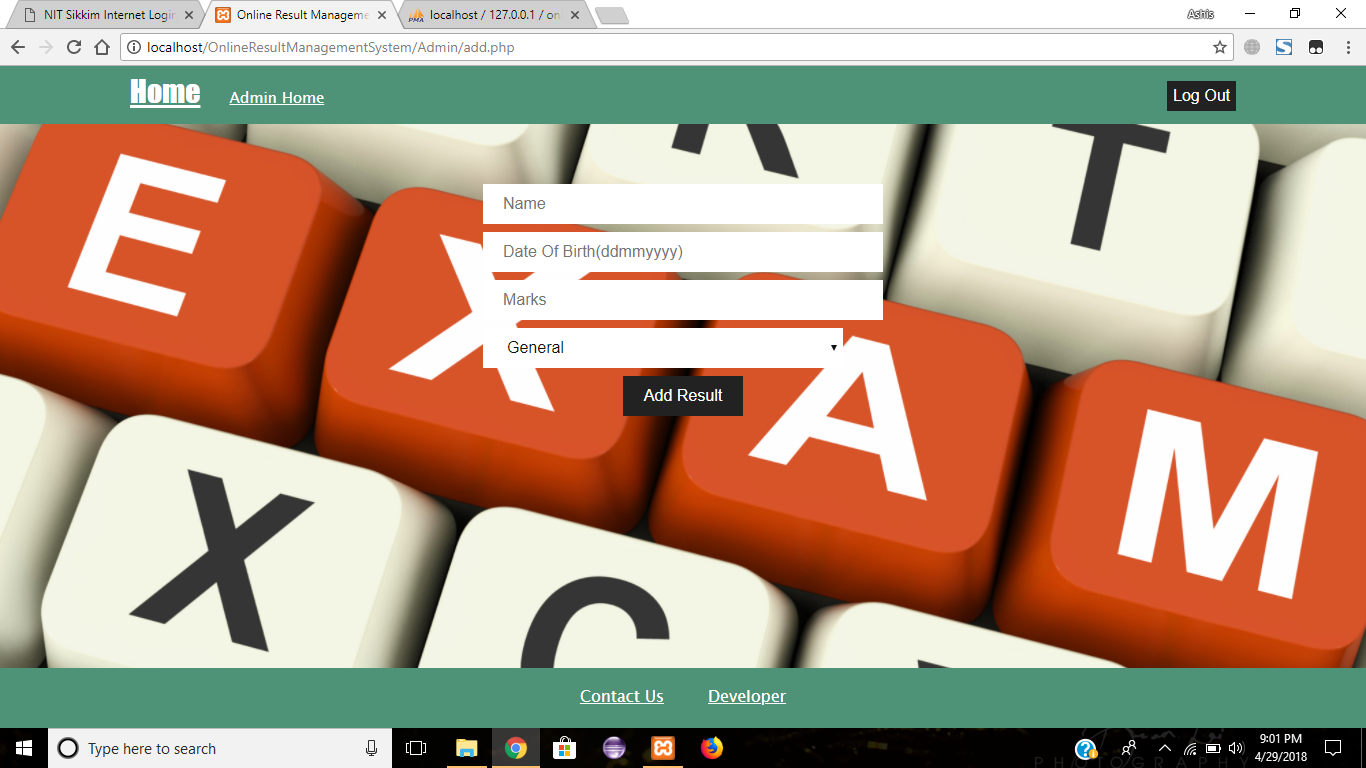 NIT Sikkim Internet Login
Online Result Manageme
localhost / 127.0.0.1 / on
Ashis
localhost/OnlineResultManagementSystem/Admin/add.php
Home
Admin Home
Log Out
Name
Date Of Birth(ddmmyyyy)
Marks
General
Add Result
E X A M
T
X C
Contact Us
Developer
Type here to search
9:01 PM
4/29/2018
PHOTOGRAPHY